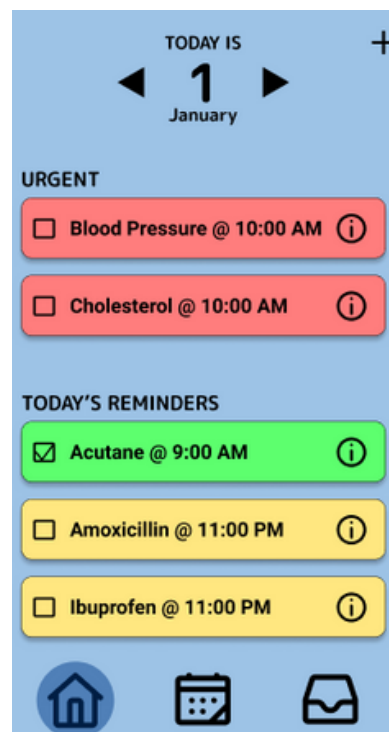 TODAY IS
1
January
URGENT
Blood Pressure @ 10:00 AM
Cholesterol @ 10:00 AM
TODAY'S REMINDERS
Acutane @ 9:00 AM
Amoxicillin @ 11:00 PM
Ibuprofen @ 11:00 PM